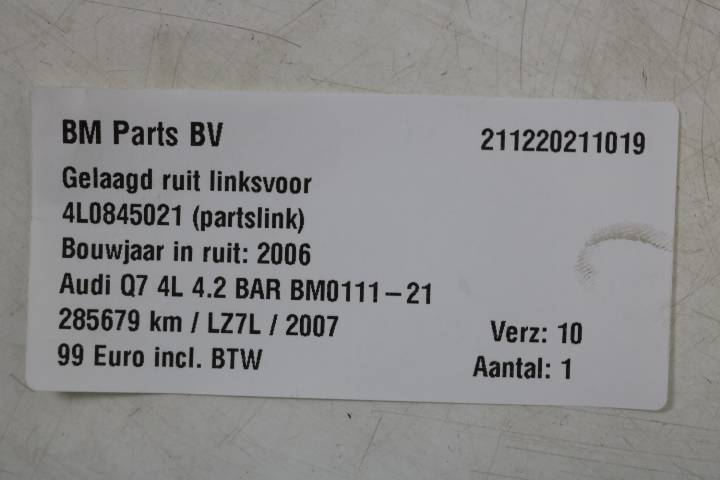 BM Parts BV 211220211019
Gelaagd ruit linksvoor
4L0845021 (partslink)
Bouwjaar in ruit: 2006
Audi Q7 4L 4.2 BAR BM0111-21
285679 km / LZ7L / 2007 Verz: 10
99 Euro incl. BTW Aantal: 1